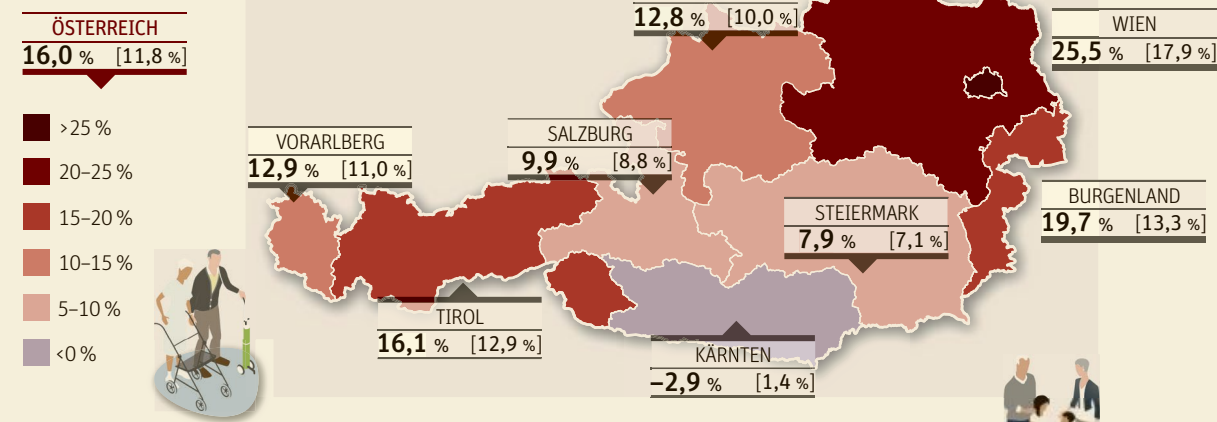 ÖSTERREICH
16,0 % [11,8 %]
>25 %
20–25 %
15–20 %
10–15 %
5–10 %
<0 %
12,8 % [10,0 %]
WIEN
25,5 % [17,9 %]
VORARLBERG
12,9 % [11,0 %]
SALZBURG
9,9 % [8,8 %]
STEIERMARK
7,9 % [7,1 %]
BURGENLAND
19,7 % [13,3 %]
TIROL
16,1 % [12,9 %]
KÄRNTEN
–2,9 % [1,4 %]